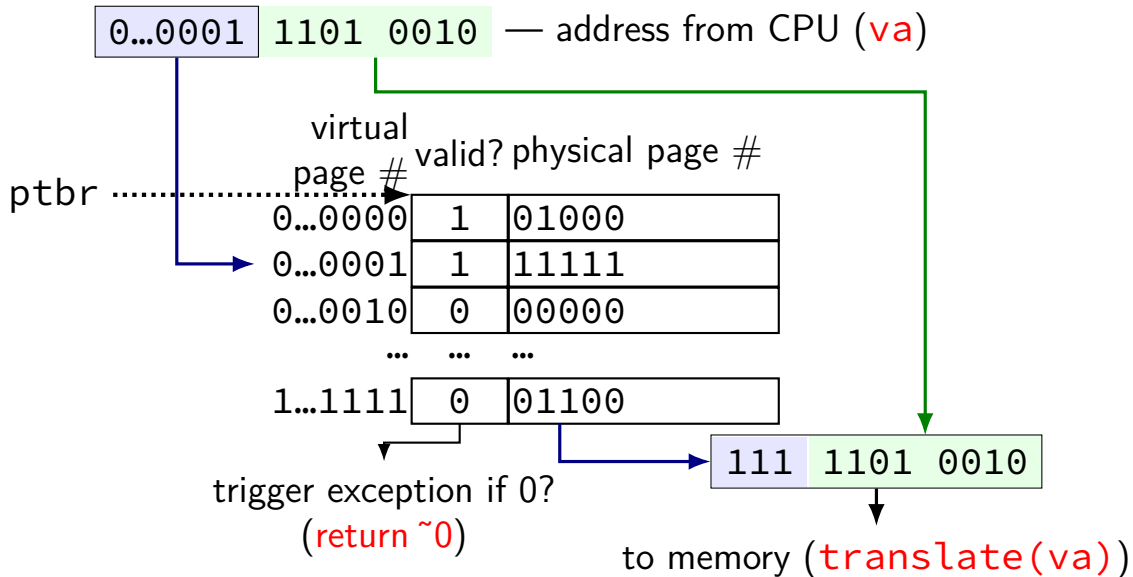 0…0001 1101 0010 — address from CPU (va)
virtual
page #
valid? physical page #
ptbr
0…0000 1 01000
0…0001 1 11111
0…0010 0 00000
… … …
1…1111 0 01100
111 1101 0010
trigger exception if 0?
(return ~0)
to memory (translate(va))